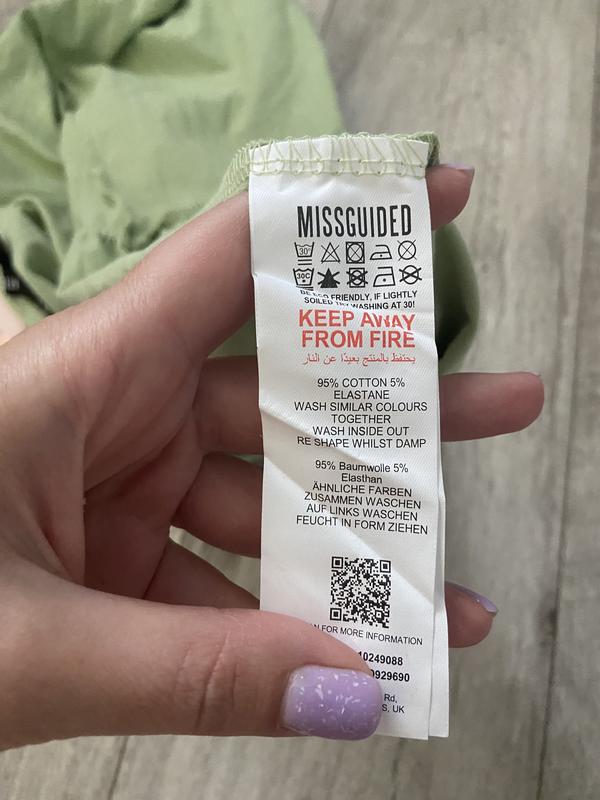 MISSGUIDED
30°
30C
BE ECO FRIENDLY, IF LIGHTLY
SOILED TRY WASHING AT 30!
KEEP AWAY
FROM FIRE
يحتفظ بالمنتج بعيدًا عن النار
95% COTTON 5%
ELASTANE
WASH SIMILAR COLOURS
TOGETHER
WASH INSIDE OUT
RE SHAPE WHILST DAMP
95% Baumwolle 5%
Elasthan
ÄHNLICHE FARBEN
ZUSAMMEN WASCHEN
AUF LINKS WASCHEN
FEUCHT IN FORM ZIEHEN
FOR MORE INFORMATION
10249088
0929690
Rd,
S, UK